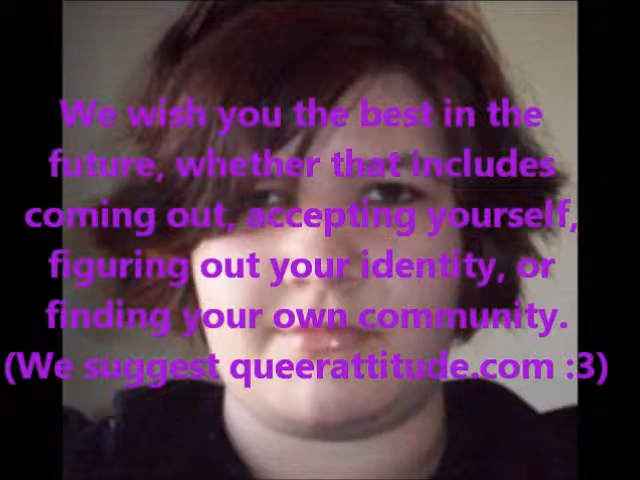 We wish you the best in the
future, whether that includes
coming out, accepting yourself,
figuring out your identity, or
finding your own community.
(We suggest queerattitude.com :3)